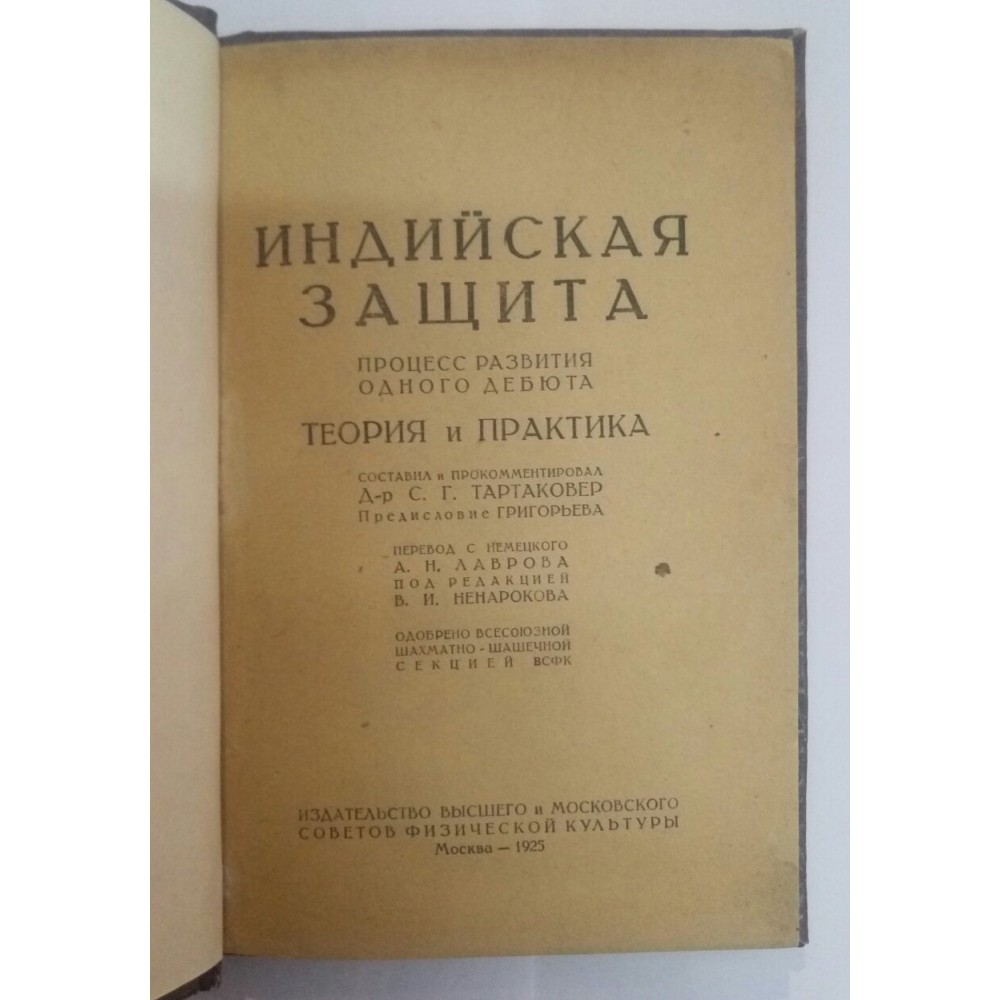 ИНДИЙСКАЯ
ЗАЩИТА
ПРОЦЕСС РАЗВИТИЯ
ОДНОГО ДЕБЮТА
ТЕОРИЯ и ПРАКТИКА
СОСТАВИЛ и ПРОКОММЕНТИРОВАЛ
Д-р С. Г. ТАРТАКОВЕР
Предисловие ГРИГОРЬЕВА
ПЕРЕВОД С НЕМЕЦКОГО
А. Н. ЛАВРОВА
ПОД РЕДАКЦИЕЙ
В. И. НЕНАРОКОВА
ОДОБРЕНО ВСЕСОЮЗНОЙ
ШАХМАТНО - ШАШЕЧНОЙ
СЕКЦИЕЙ ВСФК
ИЗДАТЕЛЬСТВО ВЫСШЕГО и МОСКОВСКОГО
СОВЕТОВ ФИЗИЧЕСКОЙ КУЛЬТУРЫ
Москва — 1925